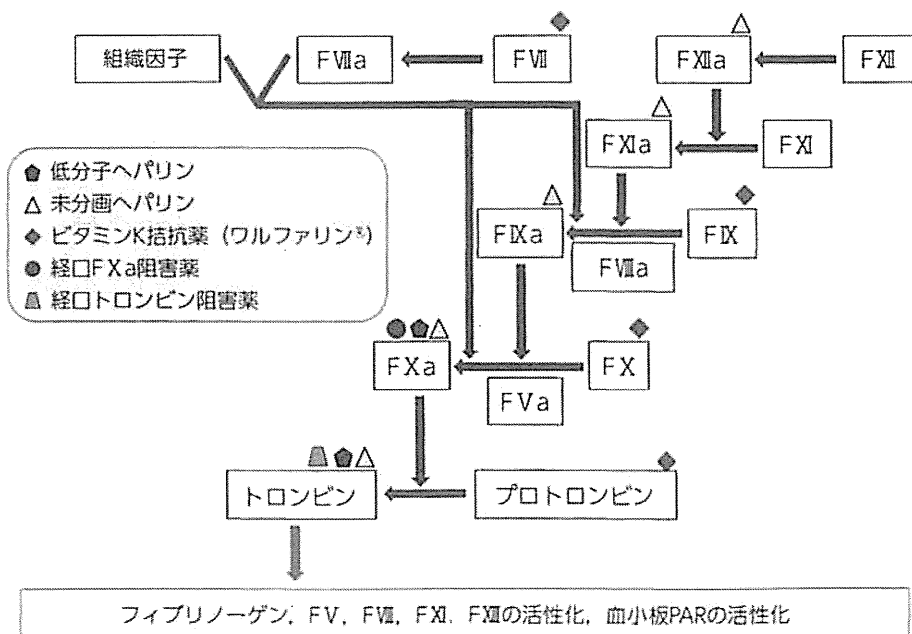 組織因子
FⅦa
FⅦ
FⅫa
FⅫ
FⅪa
FⅪ
低分子ヘパリン
未分画ヘパリン
ビタミンK拮抗薬（ワルファリン®）
経口FⅩa阻害薬
経口トロンビン阻害薬
FⅨa
FⅨ
FⅧa
FⅩa
FⅩ
FⅤa
トロンビン
プロトロンビン
フィブリノーゲン，FⅤ，FⅧ，FⅪ，FⅩⅢの活性化，血小板PARの活性化